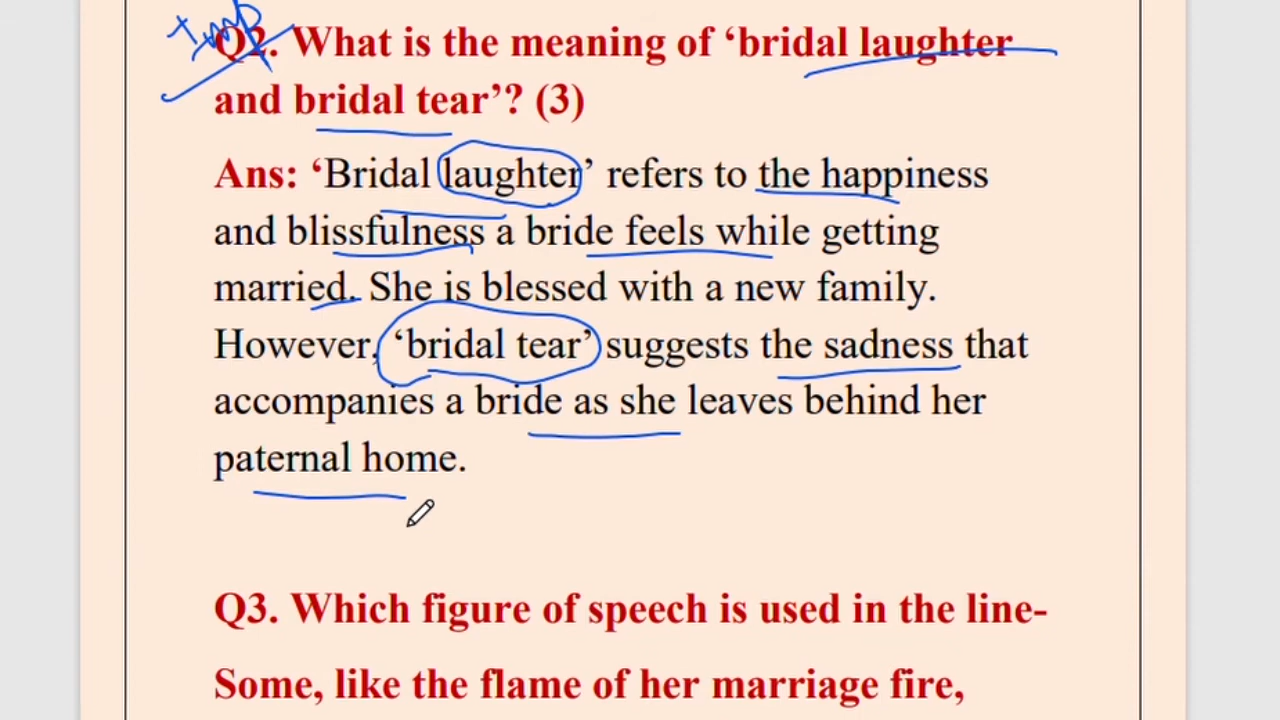 Imp
Q2. What is the meaning of ‘bridal laughter
and bridal tear’? (3)
Ans: ‘Bridal laughter’ refers to the happiness
and blissfulness a bride feels while getting
married. She is blessed with a new family.
However, ‘bridal tear’ suggests the sadness that
accompanies a bride as she leaves behind her
paternal home.
Q3. Which figure of speech is used in the line-
Some, like the flame of her marriage fire,